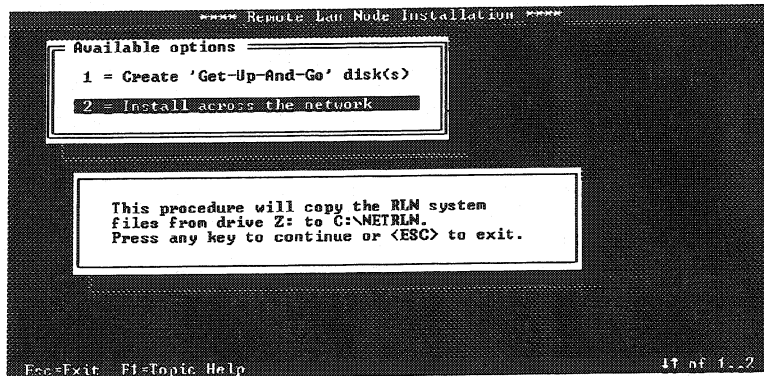 **** Remote Lan Node Installation ****
Available options
1 = Create 'Get-Up-And-Go' disk(s)
2 = Install across the network
This procedure will copy the RLN system
files from drive Z: to C:\NETRLN.
Press any key to continue or <ESC> to exit.
Esc=Exit F1=Topic Help
↓↑ of 1..2